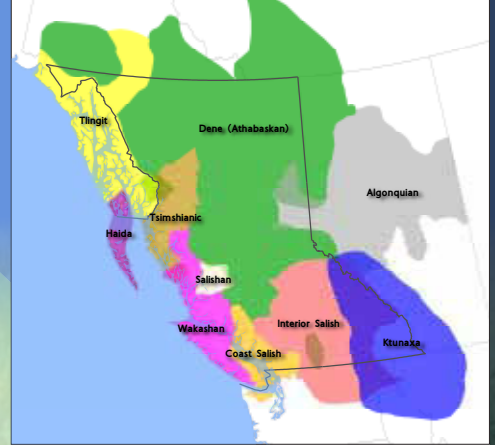 Tlingit
Dene (Athabaskan)
Algonquian
Tsimshianic
Haida
Salishan
Wakashan
Interior Salish
Ktunaxa
Coast Salish